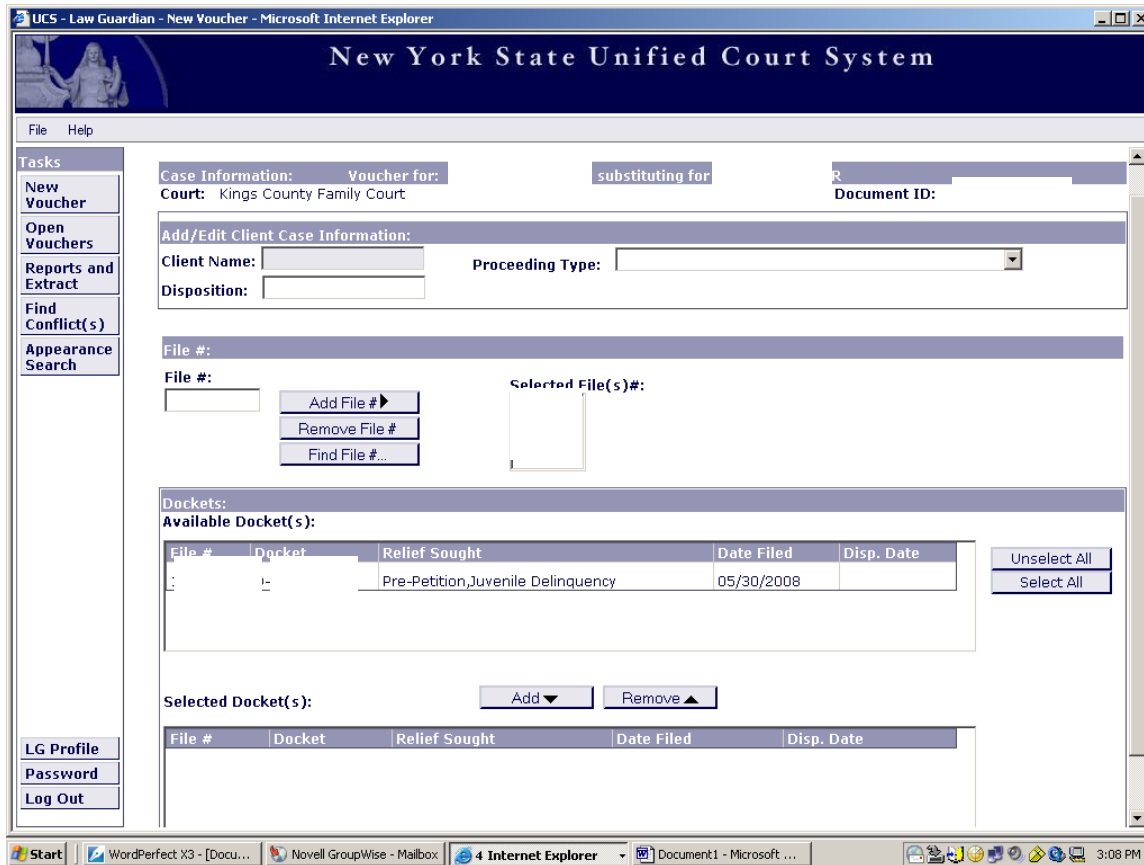 UCS - Law Guardian - New Voucher - Microsoft Internet Explorer
New York State Unified Court System
File Help
Tasks
New Voucher
Open Vouchers
Reports and Extract
Find Conflict(s)
Appearance Search
LG Profile
Password
Log Out
Case Information: Voucher for: substituting for R
Court: Kings County Family Court Document ID:
Add/Edit Client Case Information:
Client Name: Proceeding Type:
Disposition:
File #:
File #: Selected File(s)#:
Add File #
Remove File #
Find File #...
Dockets:
Available Docket(s):
File # Docket Relief Sought Date Filed Disp. Date
Pre-Petition,Juvenile Delinquency 05/30/2008
Unselect All
Select All
Selected Docket(s): Add Remove
File # Docket Relief Sought Date Filed Disp. Date
Start WordPerfect X3 - [Docu... Novell GroupWise - Mailbox 4 Internet Explorer Document1 - Microsoft ... 3:08 PM